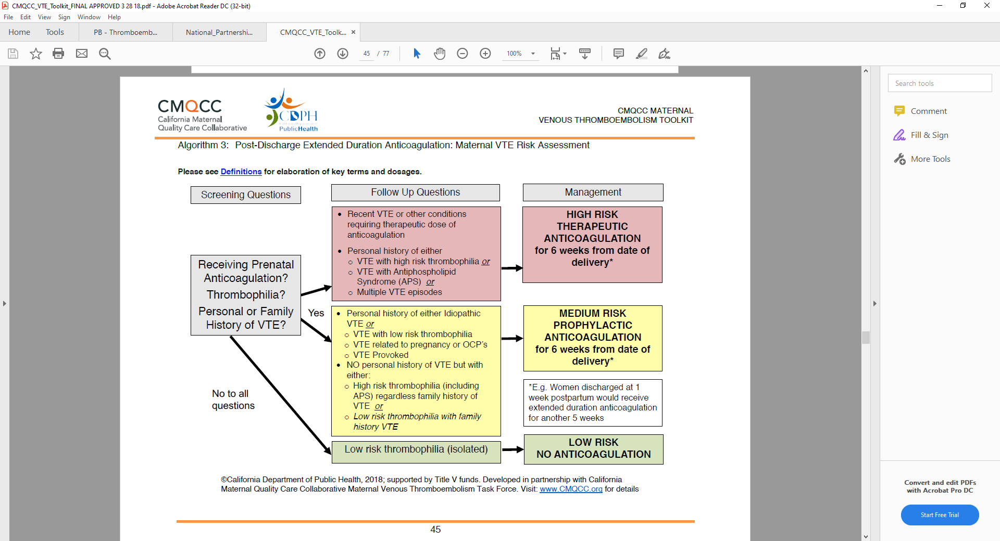 CMQCC_VTE_Toolkit_FINAL APPROVED 3 28 18.pdf - Adobe Acrobat Reader DC (32-bit)
File Edit View Sign Window Help
Home Tools PB - Thromboemb... National_Partnershi... CMQCC_VTE_Toolk... ×
45 / 77 100%
Search tools
Comment
Fill & Sign
More Tools
CMQCC
California Maternal
Quality Care Collaborative
CDPH
PublicHealth
CMQCC MATERNAL
VENOUS THROMBOEMBOLISM TOOLKIT
Algorithm 3: Post-Discharge Extended Duration Anticoagulation: Maternal VTE Risk Assessment
Please see Definitions for elaboration of key terms and dosages.
Screening Questions
Follow Up Questions
Management
Receiving Prenatal
Anticoagulation?
Thrombophilia?
Personal or Family
History of VTE?
Yes
No to all
questions
• Recent VTE or other conditions
requiring therapeutic dose of
anticoagulation
• Personal history of either
o VTE with high risk thrombophilia or
o VTE with Antiphospholipid
Syndrome (APS) or
o Multiple VTE episodes
HIGH RISK
THERAPEUTIC
ANTICOAGULATION
for 6 weeks from date of
delivery*
• Personal history of either Idiopathic
VTE or
o VTE with low risk thrombophilia
o VTE related to pregnancy or OCP's
o VTE Provoked
• NO personal history of VTE but with
either:
o High risk thrombophilia (including
APS) regardless family history of
VTE or
o Low risk thrombophilia with family
history VTE
MEDIUM RISK
PROPHYLACTIC
ANTICOAGULATION
for 6 weeks from date of
delivery*
*E.g. Women discharged at 1
week postpartum would receive
extended duration anticoagulation
for another 5 weeks
Low risk thrombophilia (isolated)
LOW RISK
NO ANTICOAGULATION
©California Department of Public Health, 2018; supported by Title V funds. Developed in partnership with California
Maternal Quality Care Collaborative Maternal Venous Thromboembolism Task Force. Visit: www.CMQCC.org for details
45
Convert and edit PDFs
with Acrobat Pro DC
Start Free Trial